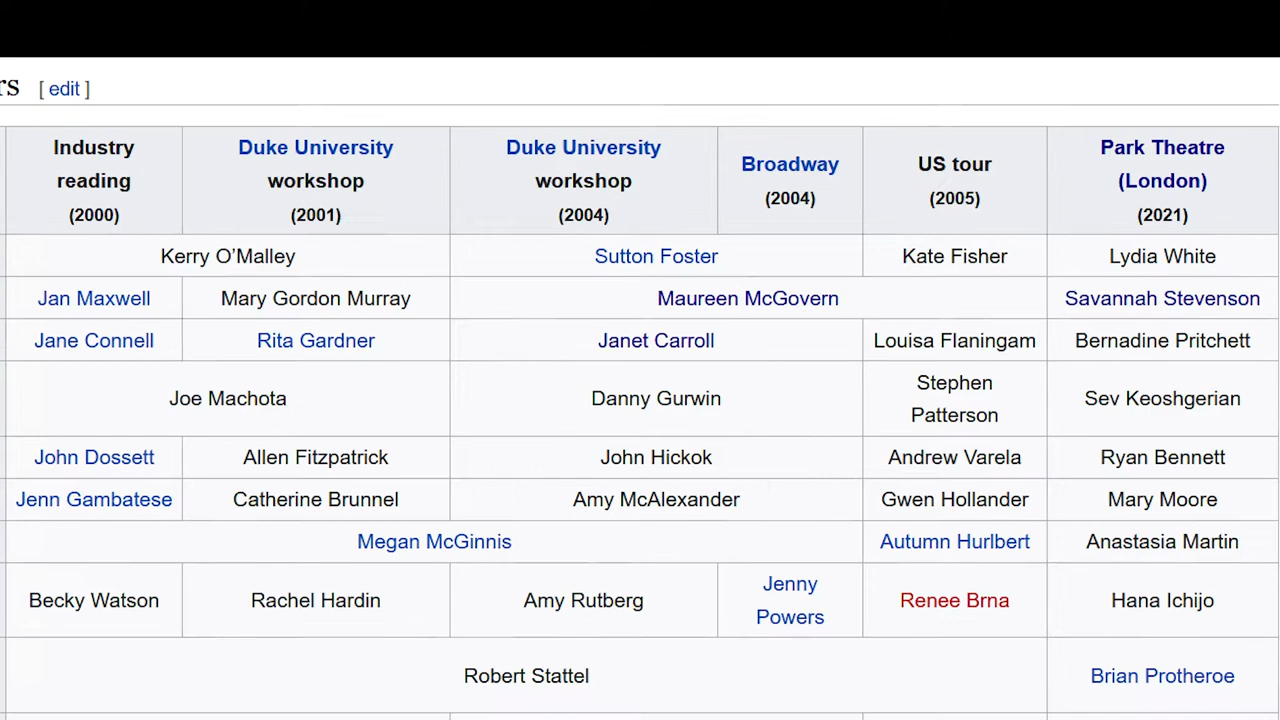 rs [ edit ]
Industry reading (2000) Duke University workshop (2001) Duke University workshop (2004) Broadway (2004) US tour (2005) Park Theatre (London) (2021)
Kerry O’Malley Sutton Foster Kate Fisher Lydia White
Jan Maxwell Mary Gordon Murray Maureen McGovern Savannah Stevenson
Jane Connell Rita Gardner Janet Carroll Louisa Flaningam Bernadine Pritchett
Joe Machota Danny Gurwin Stephen Patterson Sev Keoshgerian
John Dossett Allen Fitzpatrick John Hickok Andrew Varela Ryan Bennett
Jenn Gambatese Catherine Brunnel Amy McAlexander Gwen Hollander Mary Moore
Megan McGinnis Autumn Hurlbert Anastasia Martin
Becky Watson Rachel Hardin Amy Rutberg Jenny Powers Renee Brna Hana Ichijo
Robert Stattel Brian Protheroe